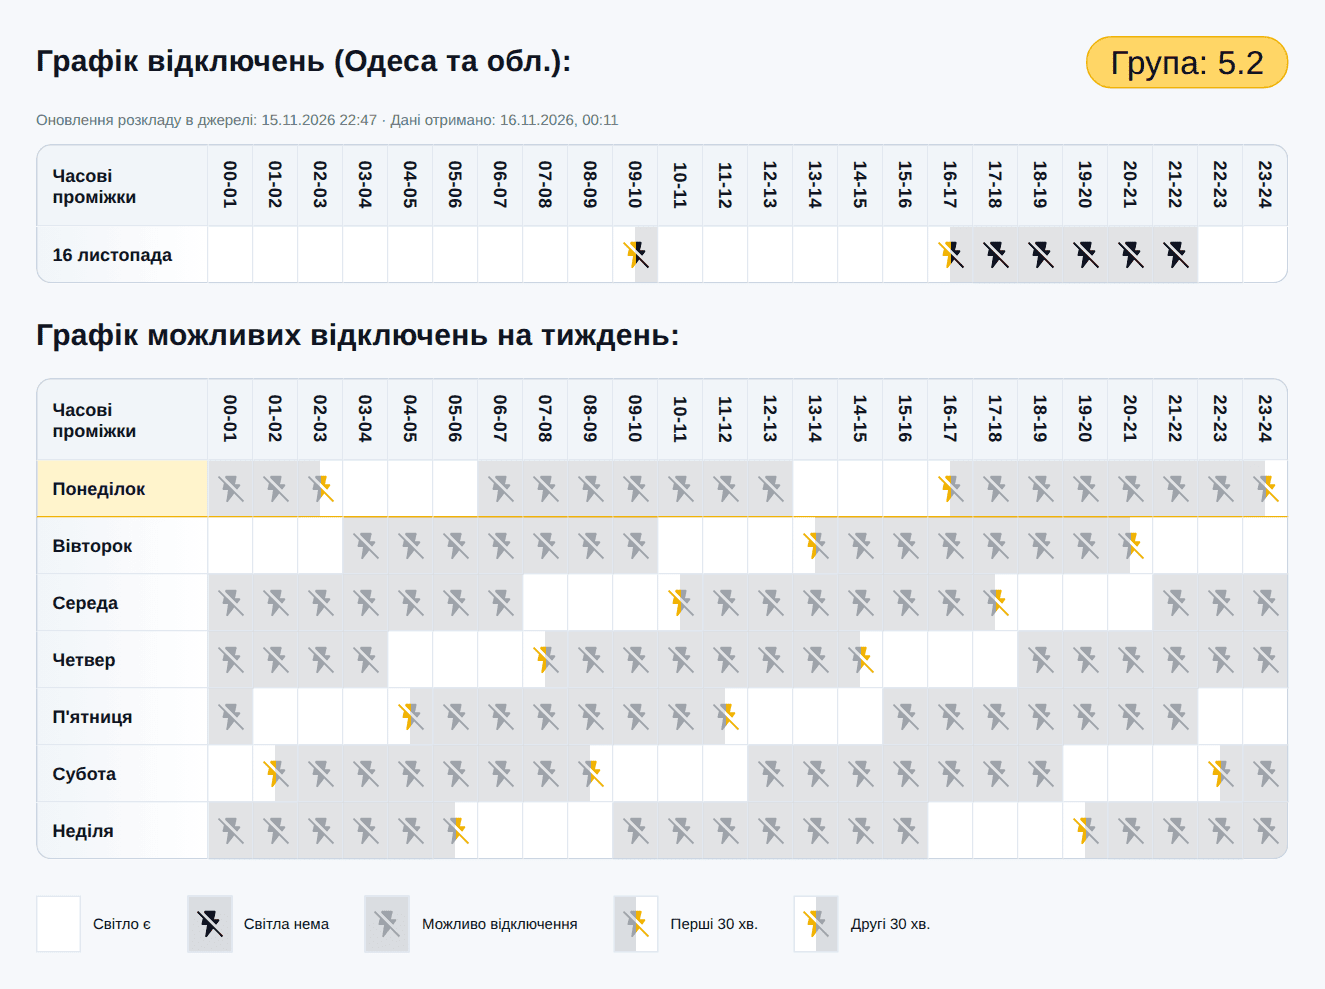 Графік відключень (Одеса та обл.):
Група: 5.2
Оновлення розкладу в джерелі: 15.11.2026 22:47 · Дані отримано: 16.11.2026, 00:11
Часові проміжки 00-01 01-02 02-03 03-04 04-05 05-06 06-07 07-08 08-09 09-10 10-11 11-12 12-13 13-14 14-15 15-16 16-17 17-18 18-19 19-20 20-21 21-22 22-23 23-24
16 листопада
Графік можливих відключень на тиждень:
Часові проміжки 00-01 01-02 02-03 03-04 04-05 05-06 06-07 07-08 08-09 09-10 10-11 11-12 12-13 13-14 14-15 15-16 16-17 17-18 18-19 19-20 20-21 21-22 22-23 23-24
Понеділок
Вівторок
Середа
Четвер
П'ятниця
Субота
Неділя
Світло є Світла нема Можливо відключення Перші 30 хв. Другі 30 хв.